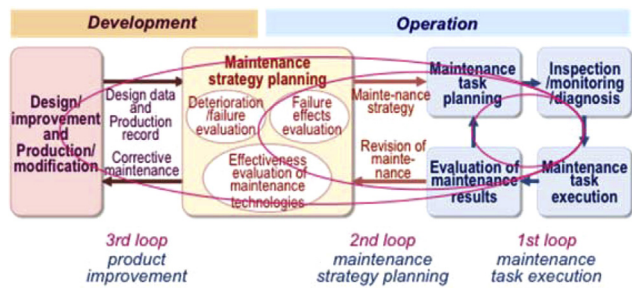 Development
Operation
Design/
improvement
and
Production/
modification
Design data
and
Production
record
Corrective
maintenance
Maintenance
strategy planning
Deterioration
/failure
evaluation
Failure
effects
evaluation
Effectiveness
evaluation of
maintenance
technologies
Mainte-nance
strategy
Revision of
mainte-
nance
Maintenance
task
planning
Inspection
/monitoring
/diagnosis
Evaluation of
maintenance
results
Maintenance
task
execution
3rd loop
product
improvement
2nd loop
maintenance
strategy planning
1st loop
maintenance
task execution